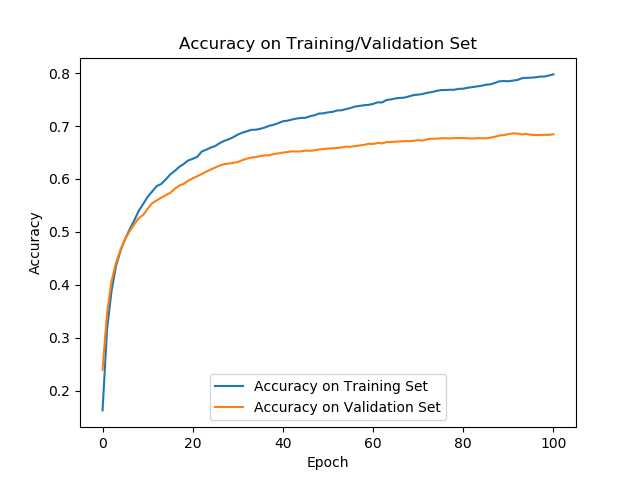 Accuracy on Training/Validation Set
0.8
0.7
0.6
0.5
0.4
0.3
0.2
Accuracy
Accuracy on Training Set
Accuracy on Validation Set
0 20 40 60 80 100
Epoch